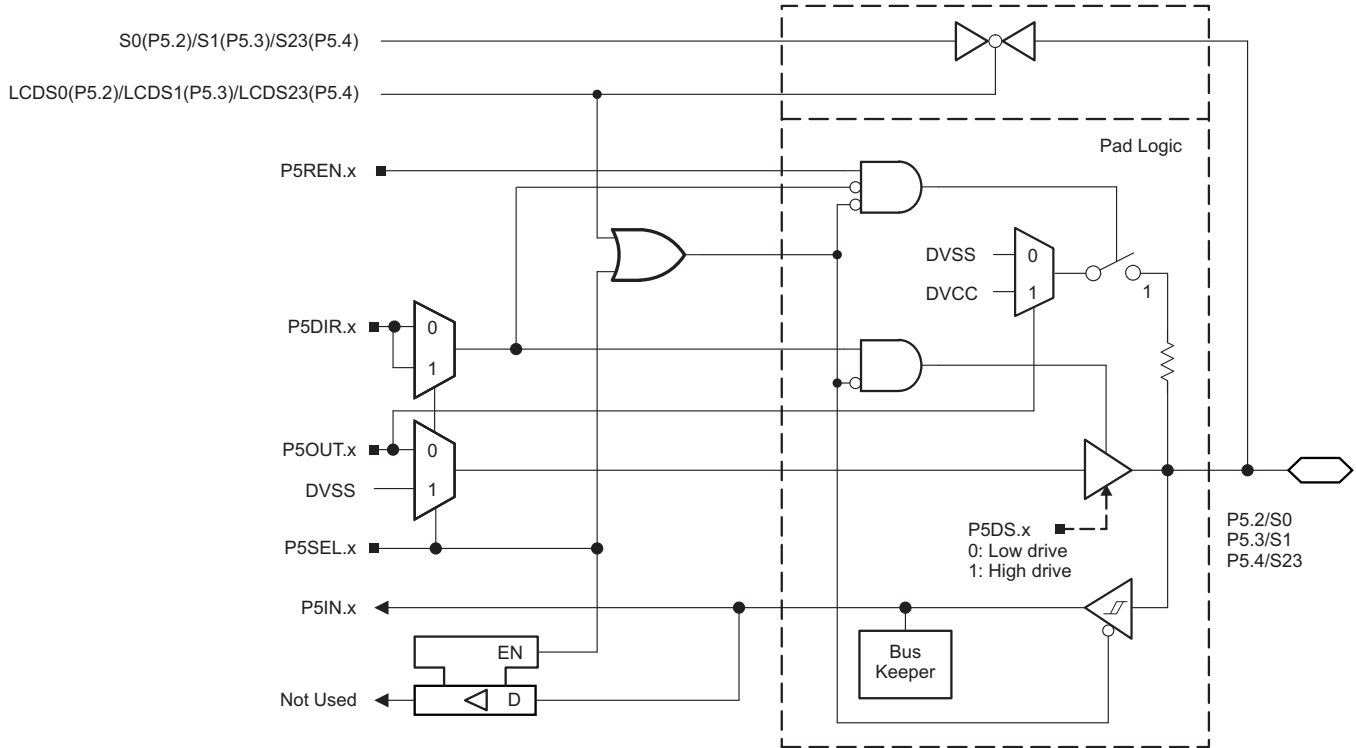 S0(P5.2)/S1(P5.3)/S23(P5.4)
LCDS0(P5.2)/LCDS1(P5.3)/LCDS23(P5.4)
Pad Logic
P5REN.x
DVSS
0
DVCC
1
1
P5DIR.x
0
1
P5OUT.x
0
DVSS
1
P5DS.x
0: Low drive
1: High drive
P5.2/S0
P5.3/S1
P5.4/S23
P5SEL.x
P5IN.x
EN
Bus
Keeper
Not Used
D